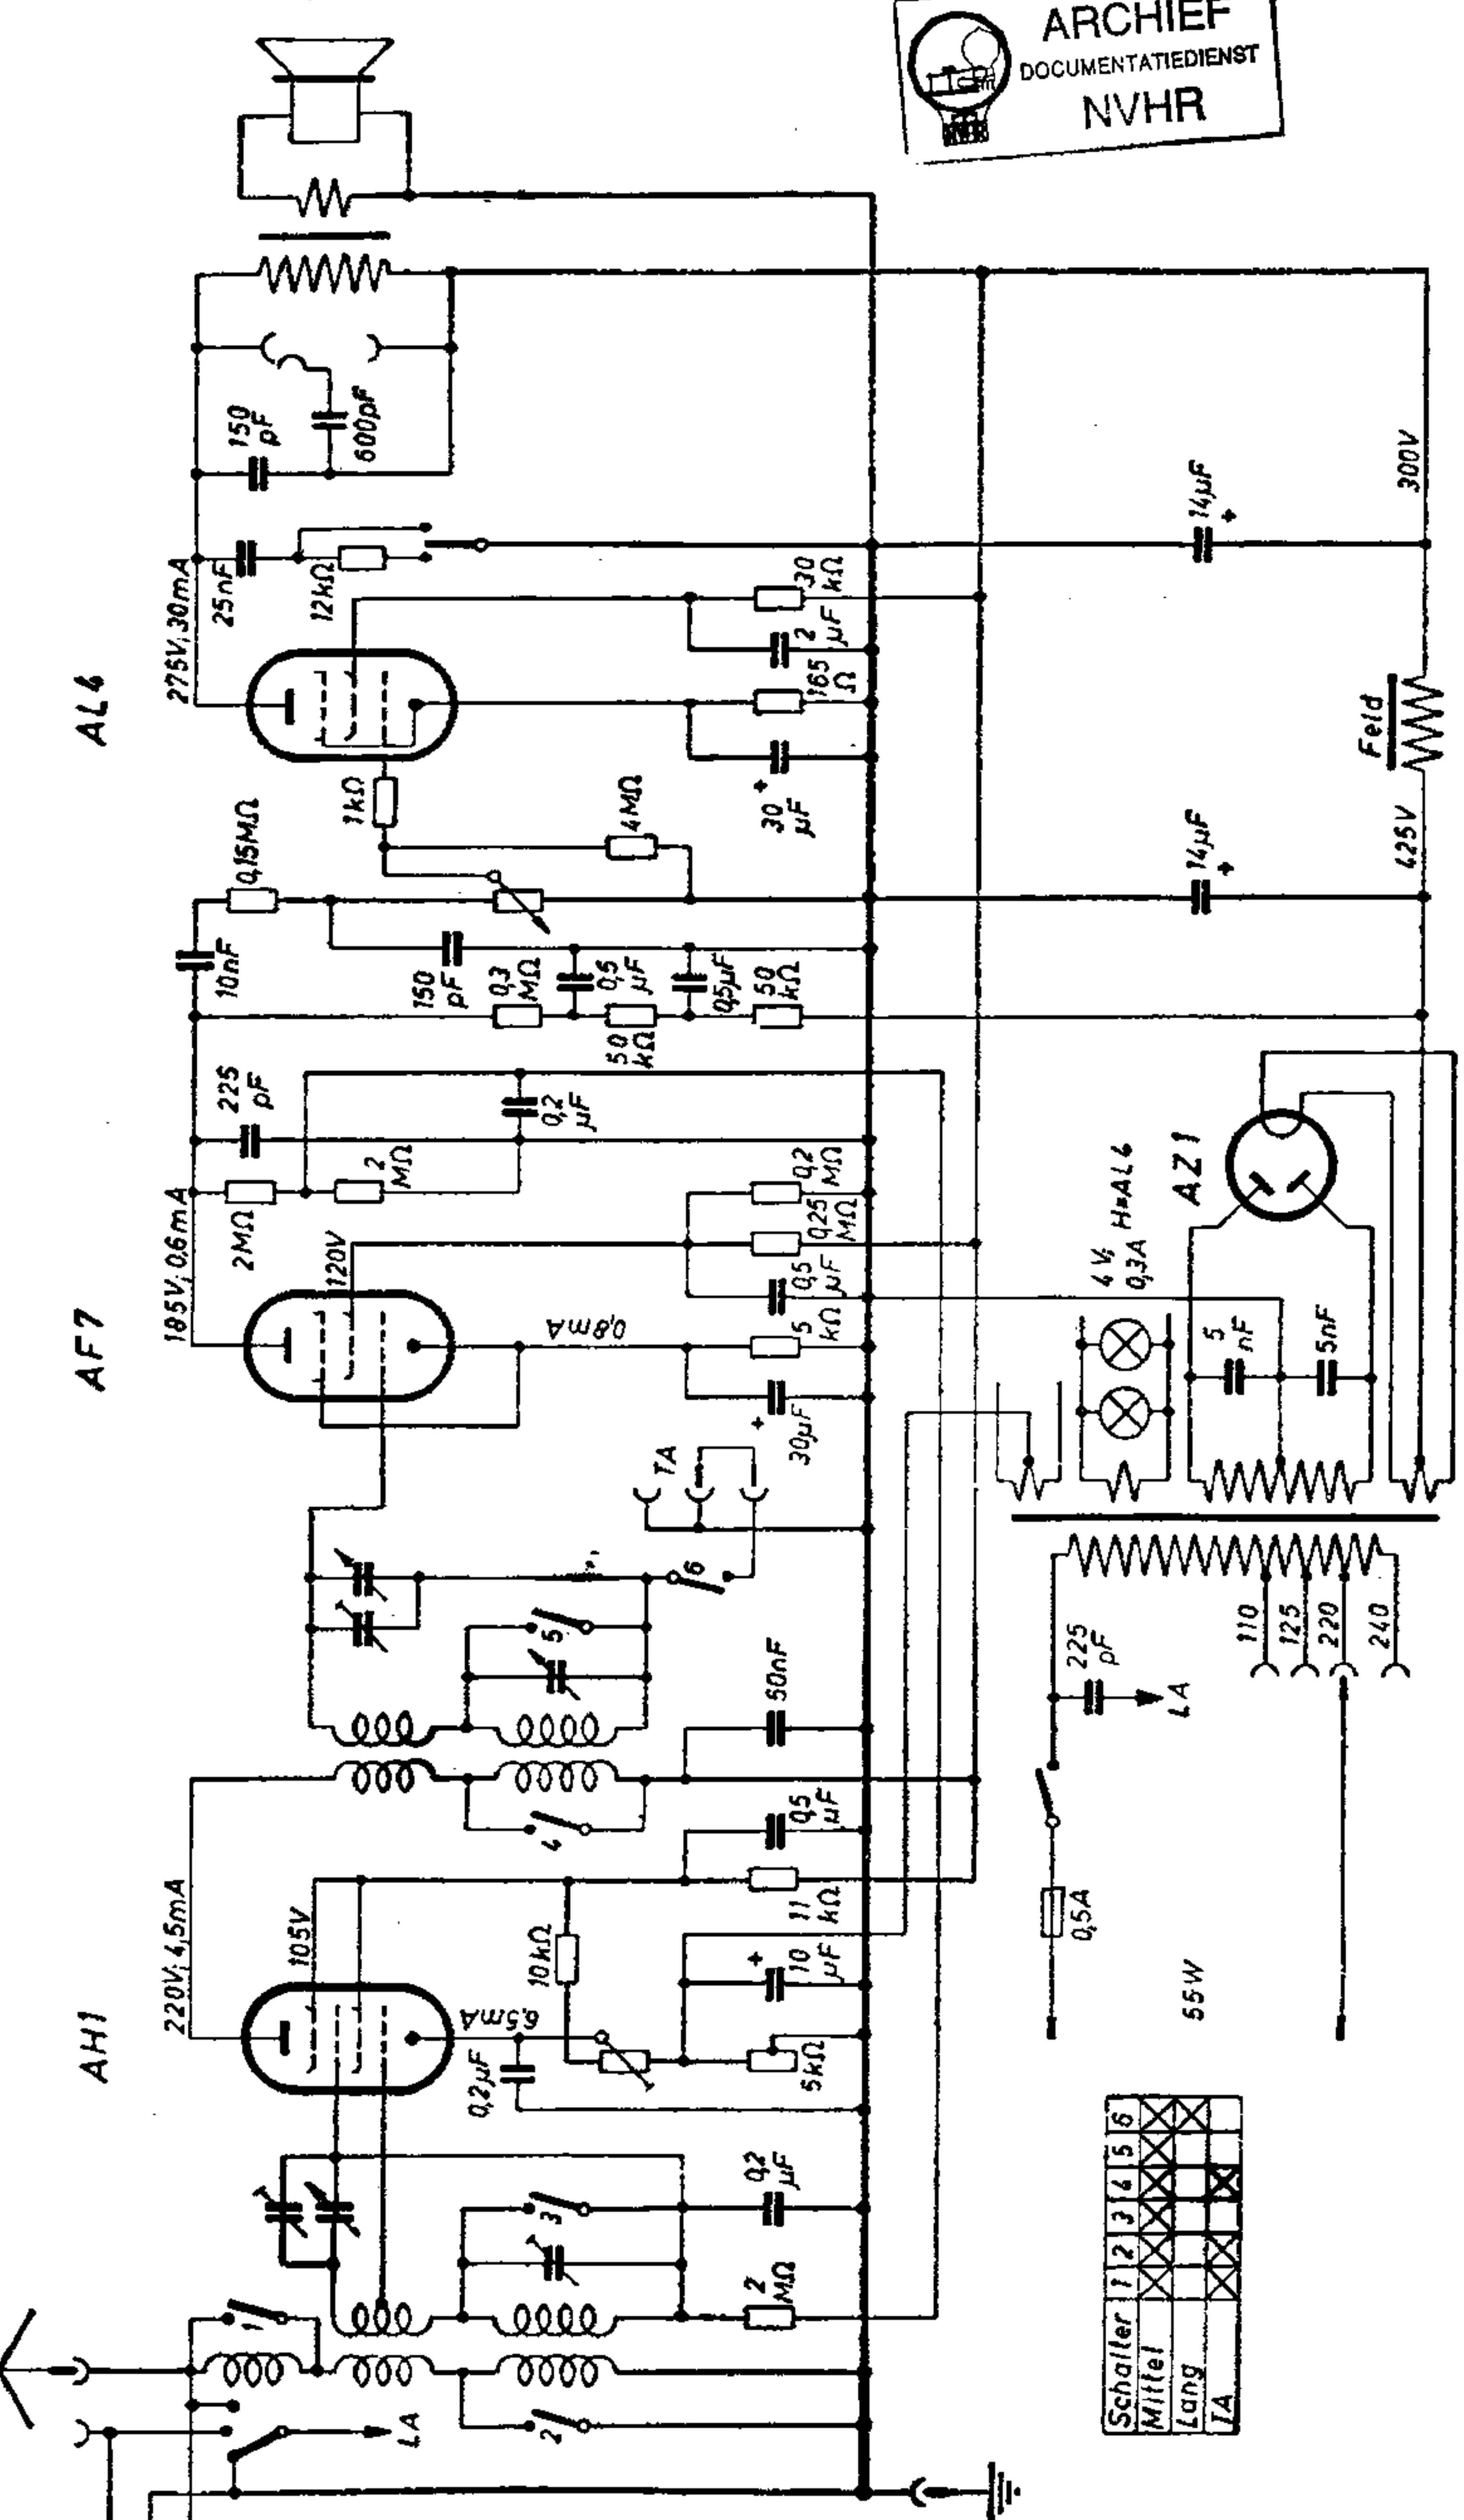 ARCHIEF
DOCUMENTATIEDIENST
NVHR
AH1
AF7
AL4
220V; 4,5mA
105V
6,5mA
0,2µF
10kΩ
5kΩ
10 µF
11 kΩ
0,5 µF
50nF
0,2 µF
2 MΩ
1
2
3
4
5
6
LA
TA
185V; 0,6mA
120V
0,8mA
2MΩ
2 MΩ
225 pF
0,2 µF
30µF
5 kΩ
0,5 µF
0,25 MΩ
0,2 MΩ
10nF
0,15MΩ
150 pF
0,3 MΩ
0,5 µF
50 kΩ
0,5µF
50 kΩ
1kΩ
4MΩ
275V; 30mA
25nF
12kΩ
150 pF
600pF
30 µF
165 Ω
2 µF
30 kΩ
14µF
14µF
425V
Feld
300V
AZ1
4V; 0,3A
H=AL4
5 nF
5nF
110
125
220
240
225 pF
LA
0,5A
55W
Schalter 1 2 3 4 5 6
Mittel
Lang
TA